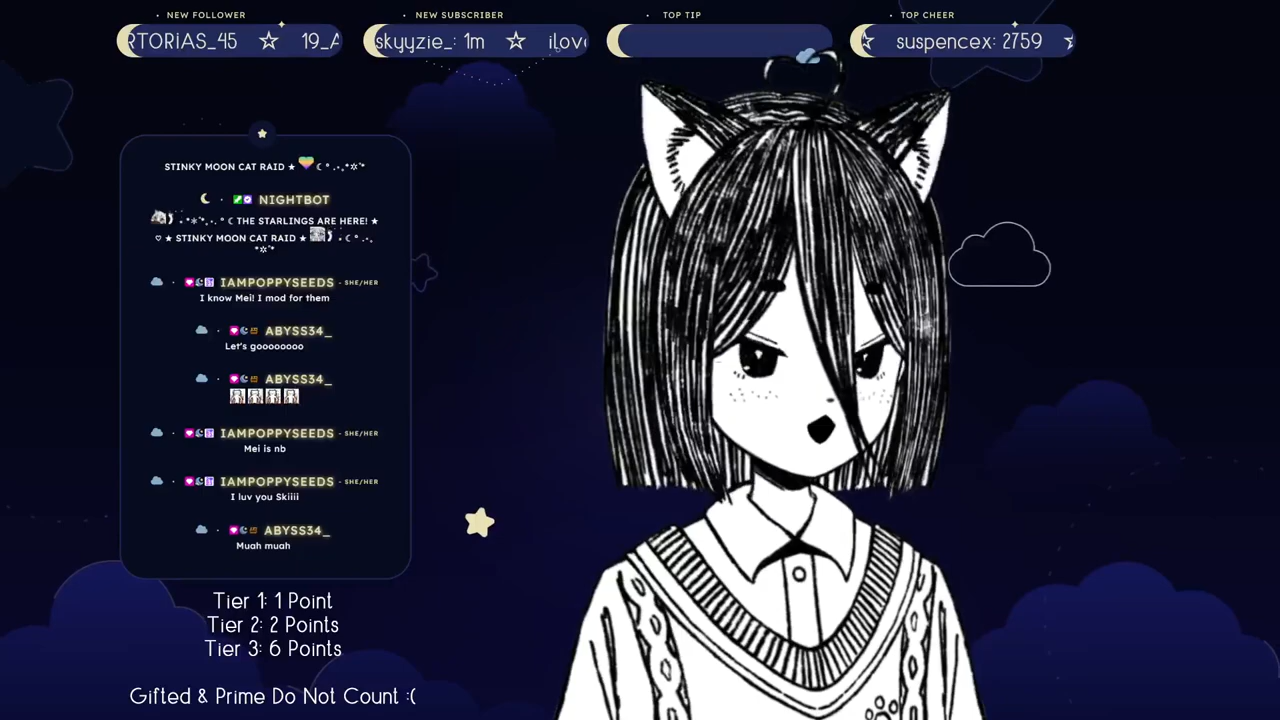 NEW FOLLOWER
NEW SUBSCRIBER
TOP TIP
TOP CHEER
RTORIAS_45 ☆ 19_A
skyyzie_: 1m ☆ ilove
☆ suspencex: 2759 ☆
STINKY MOON CAT RAID ★
NIGHTBOT
THE STARLINGS ARE HERE! ★
♡ ★ STINKY MOON CAT RAID ★
IAMPOPPYSEEDS - SHE/HER
I know Mei! I mod for them
ABYSS34_
Let's goooooooo
ABYSS34_
IAMPOPPYSEEDS - SHE/HER
Mei is nb
IAMPOPPYSEEDS - SHE/HER
I luv you Skiiii
ABYSS34_
Muah muah
Tier 1: 1 Point
Tier 2: 2 Points
Tier 3: 6 Points
Gifted & Prime Do Not Count :(